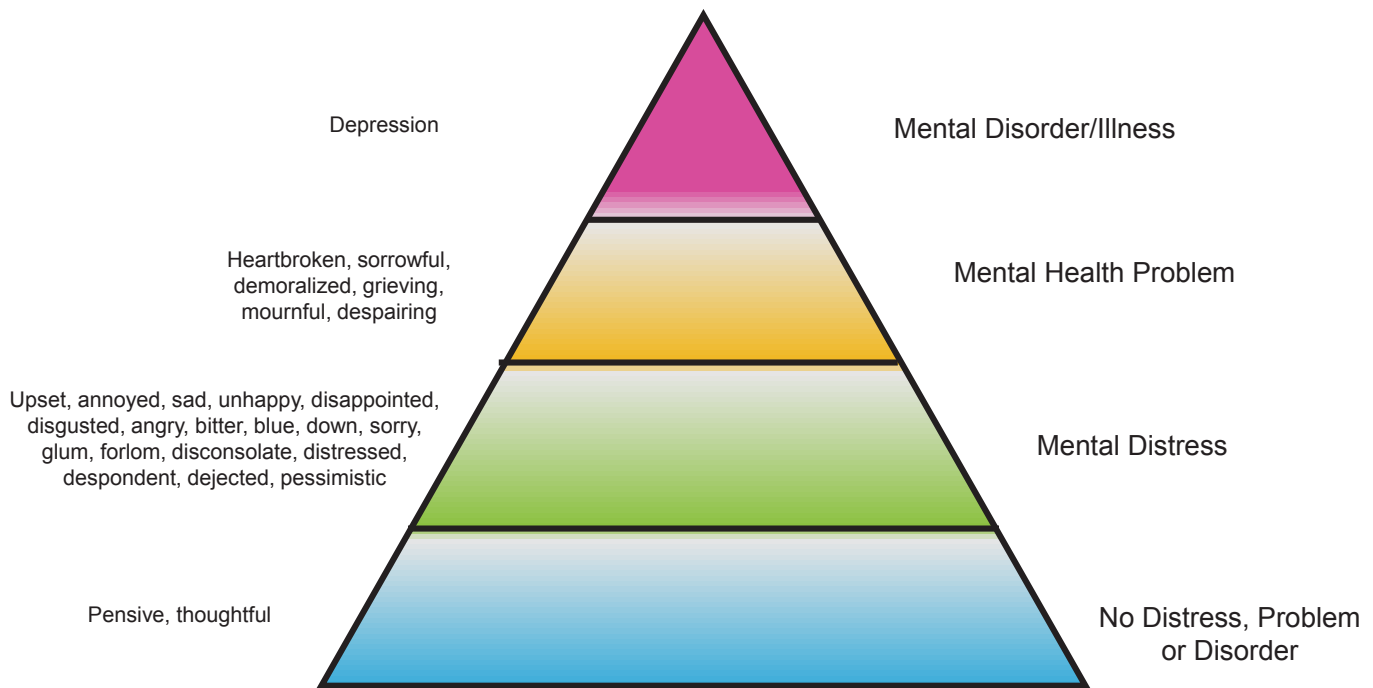 Depression
Mental Disorder/Illness
Heartbroken, sorrowful,
demoralized, grieving,
mournful, despairing
Mental Health Problem
Upset, annoyed, sad, unhappy, disappointed,
disgusted, angry, bitter, blue, down, sorry,
glum, forlom, disconsolate, distressed,
despondent, dejected, pessimistic
Mental Distress
Pensive, thoughtful
No Distress, Problem
or Disorder